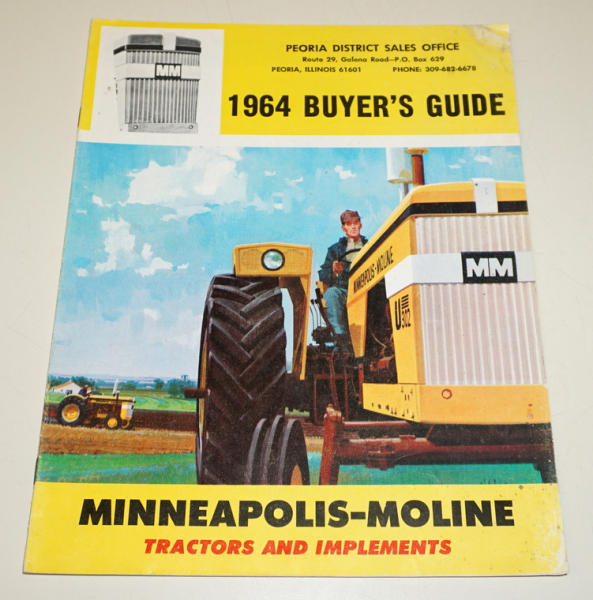 PEORIA DISTRICT SALES OFFICE
Route 29, Galena Road—P.O. Box 629
PEORIA, ILLINOIS 61601 PHONE: 309-682-6678
MM
1964 BUYER'S GUIDE
MINNEAPOLIS-MOLINE
MM
U
302
MINNEAPOLIS-MOLINE
TRACTORS AND IMPLEMENTS